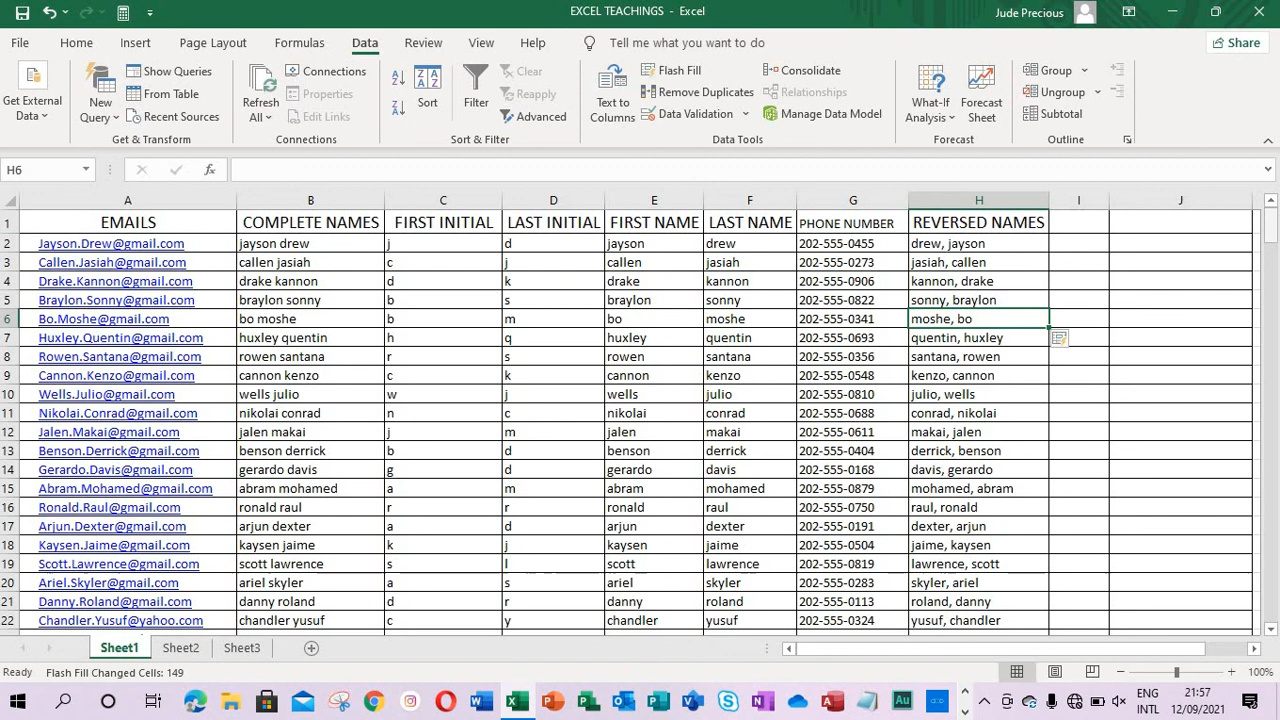 EXCEL TEACHINGS - Excel
Jude Precious
File Home Insert Page Layout Formulas Data Review View Help Tell me what you want to do Share
Get External Data
New Query
Show Queries
From Table
Recent Sources
Get & Transform
Refresh All
Connections
Properties
Edit Links
Connections
Sort
Filter
Clear
Reapply
Advanced
Sort & Filter
Text to Columns
Flash Fill
Remove Duplicates
Data Validation
Consolidate
Relationships
Manage Data Model
Data Tools
What-If Analysis
Forecast Sheet
Forecast
Group
Ungroup
Subtotal
Outline
H6 fx
A B C D E F G H I J
1 EMAILS COMPLETE NAMES FIRST INITIAL LAST INITIAL FIRST NAME LAST NAME PHONE NUMBER REVERSED NAMES
2 Jayson.Drew@gmail.com jayson drew j d jayson drew 202-555-0455 drew, jayson
3 Callen.Jasiah@gmail.com callen jasiah c j callen jasiah 202-555-0273 jasiah, callen
4 Drake.Kannon@gmail.com drake kannon d k drake kannon 202-555-0906 kannon, drake
5 Braylon.Sonny@gmail.com braylon sonny b s braylon sonny 202-555-0822 sonny, braylon
6 Bo.Moshe@gmail.com bo moshe b m bo moshe 202-555-0341 moshe, bo
7 Huxley.Quentin@gmail.com huxley quentin h q huxley quentin 202-555-0693 quentin, huxley
8 Rowen.Santana@gmail.com rowen santana r s rowen santana 202-555-0356 santana, rowen
9 Cannon.Kenzo@gmail.com cannon kenzo c k cannon kenzo 202-555-0548 kenzo, cannon
10 Wells.Julio@gmail.com wells julio w j wells julio 202-555-0810 julio, wells
11 Nikolai.Conrad@gmail.com nikolai conrad n c nikolai conrad 202-555-0688 conrad, nikolai
12 Jalen.Makai@gmail.com jalen makai j m jalen makai 202-555-0611 makai, jalen
13 Benson.Derrick@gmail.com benson derrick b d benson derrick 202-555-0404 derrick, benson
14 Gerardo.Davis@gmail.com gerardo davis g d gerardo davis 202-555-0168 davis, gerardo
15 Abram.Mohamed@gmail.com abram mohamed a m abram mohamed 202-555-0879 mohamed, abram
16 Ronald.Raul@gmail.com ronald raul r r ronald raul 202-555-0750 raul, ronald
17 Arjun.Dexter@gmail.com arjun dexter a d arjun dexter 202-555-0191 dexter, arjun
18 Kaysen.Jaime@gmail.com kaysen jaime k j kaysen jaime 202-555-0504 jaime, kaysen
19 Scott.Lawrence@gmail.com scott lawrence s l scott lawrence 202-555-0819 lawrence, scott
20 Ariel.Skyler@gmail.com ariel skyler a s ariel skyler 202-555-0283 skyler, ariel
21 Danny.Roland@gmail.com danny roland d r danny roland 202-555-0113 roland, danny
22 Chandler.Yusuf@yahoo.com chandler yusuf c y chandler yusuf 202-555-0324 yusuf, chandler
Sheet1 Sheet2 Sheet3
Ready Flash Fill Changed Cells: 149 100%
ENG 21:57
INTL 12/09/2021